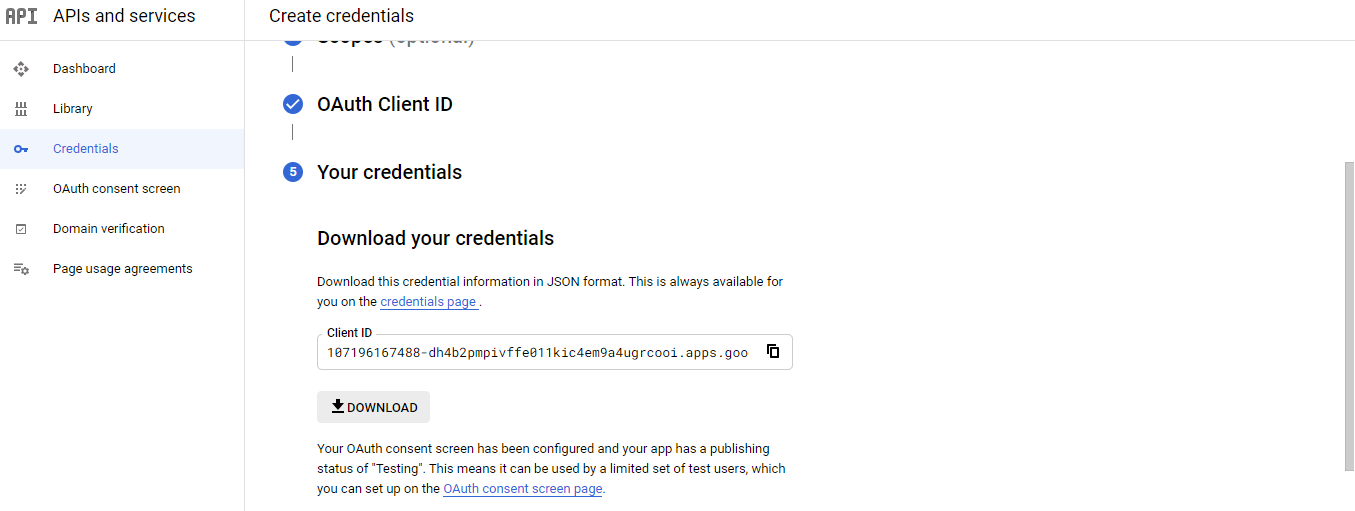 API APIs and services
Create credentials
Scopes (optional)
Dashboard
Library
Credentials
OAuth consent screen
Domain verification
Page usage agreements
OAuth Client ID
5 Your credentials
Download your credentials
Download this credential information in JSON format. This is always available for
you on the credentials page .
Client ID
107196167488-dh4b2pmpivffe011kic4em9a4ugrcooi.apps.goo
DOWNLOAD
Your OAuth consent screen has been configured and your app has a publishing
status of "Testing". This means it can be used by a limited set of test users, which
you can set up on the OAuth consent screen page.